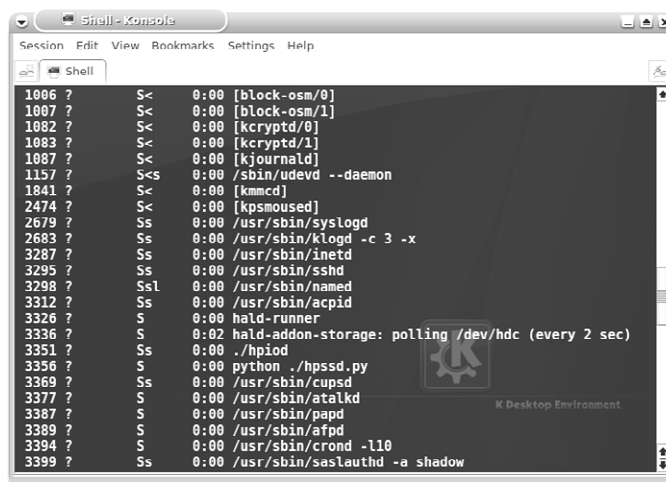 Shell - Konsole
Session Edit View Bookmarks Settings Help
Shell
1006 ? S< 0:00 [block-osm/0]
1007 ? S< 0:00 [block-osm/1]
1082 ? S< 0:00 [kcryptd/0]
1083 ? S< 0:00 [kcryptd/1]
1087 ? S< 0:00 [kjournald]
1157 ? S<s 0:00 /sbin/udevd --daemon
1841 ? S< 0:00 [kmmcd]
2474 ? S< 0:00 [kpsmoused]
2679 ? Ss 0:00 /usr/sbin/syslogd
2683 ? Ss 0:00 /usr/sbin/klogd -c 3 -x
3287 ? Ss 0:00 /usr/sbin/inetd
3295 ? Ss 0:00 /usr/sbin/sshd
3298 ? Ssl 0:00 /usr/sbin/named
3312 ? Ss 0:00 /usr/sbin/acpid
3326 ? S 0:00 hald-runner
3336 ? S 0:02 hald-addon-storage: polling /dev/hdc (every 2 sec)
3351 ? Ss 0:00 ./hpiod
3356 ? S 0:00 python ./hpssd.py
3369 ? Ss 0:00 /usr/sbin/cupsd
3377 ? S 0:00 /usr/sbin/atalkd
3387 ? S 0:00 /usr/sbin/papd
3389 ? S 0:00 /usr/sbin/afpd
3394 ? S 0:00 /usr/sbin/crond -l10
3399 ? Ss 0:00 /usr/sbin/saslauthd -a shadow
K Desktop Environment